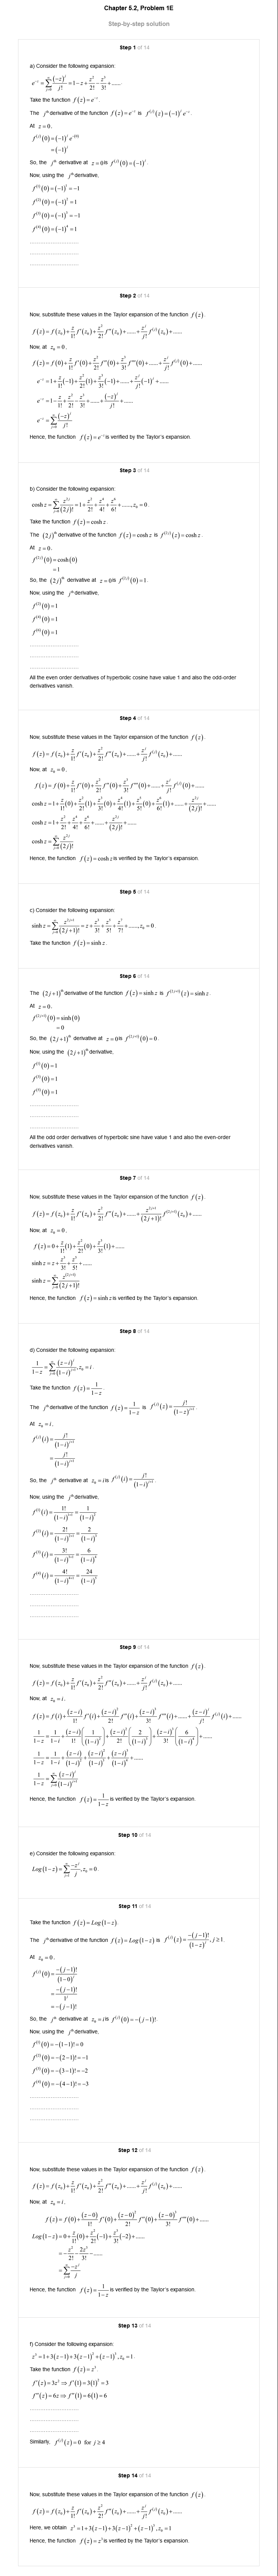 Chapter 5.2, Problem 1E
Step-by-step solution
Step 1 of 14
a) Consider the following expansion:
e^{-z} = \sum_{j=0}^{\infty} \frac{(-z)^j}{j!} = 1 - z + \frac{z^2}{2!} - \frac{z^3}{3!} + ......
Take the function f(z) = e^{-z}.
The j^{th} derivative of the function f(z) = e^{-z} is f^{(j)}(z) = (-1)^j e^{-z}.
At z = 0.
f^{(j)}(0) = (-1)^j e^{-(0)}
= (-1)^j
So, the j^{th} derivative at z = 0 is f^{(j)}(0) = (-1)^j.
Now, using the j^{th} derivative,
f^{(1)}(0) = (-1)^1 = -1
f^{(2)}(0) = (-1)^2 = 1
f^{(3)}(0) = (-1)^3 = -1
f^{(4)}(0) = (-1)^4 = 1
Step 2 of 14
Now, substitute these values in the Taylor expansion of the function f(z).
f(z) = f(z_0) + \frac{z}{1!} f'(z_0) + \frac{z^2}{2!} f''(z_0) + ...... + \frac{z^j}{j!} f^{(j)}(z_0) + ......
Now, at z_0 = 0.
f(z) = f(0) + \frac{z}{1!} f'(0) + \frac{z^2}{2!} f''(0) + \frac{z^3}{3!} f'''(0) + ...... + \frac{z^j}{j!} f^{(j)}(0) + ......
e^{-z} = 1 + \frac{z}{1!}(-1) + \frac{z^2}{2!}(1) + \frac{z^3}{3!}(-1) + ...... + \frac{z^j}{j!}(-1)^j + ......
e^{-z} = 1 - \frac{z}{1!} + \frac{z^2}{2!} - \frac{z^3}{3!} + ...... + \frac{(-z)^j}{j!} + ......
e^{-z} = \sum_{j=0}^{\infty} \frac{(-z)^j}{j!}
Hence, the function f(z) = e^{-z} is verified by the Taylor's expansion.
Step 3 of 14
b) Consider the following expansion:
cosh z = \sum_{j=0}^{\infty} \frac{z^{2j}}{(2j)!} = 1 + \frac{z^2}{2!} + \frac{z^4}{4!} + \frac{z^6}{6!} + ......, z_0 = 0.
Take the function f(z) = cosh z.
The (2j)^{th} derivative of the function f(z) = cosh z is f^{(2j)}(z) = cosh z.
At z = 0.
f^{(2j)}(0) = cosh(0)
= 1
So, the (2j)^{th} derivative at z = 0 is f^{(2j)}(0) = 1.
Now, using the j^{th} derivative,
f^{(2)}(0) = 1
f^{(4)}(0) = 1
f^{(6)}(0) = 1
All the even order derivatives of hyperbolic cosine have value 1 and also the odd-order
derivatives vanish.
Step 4 of 14
Now, substitute these values in the Taylor expansion of the function f(z).
f(z) = f(z_0) + \frac{z}{1!} f'(z_0) + \frac{z^2}{2!} f''(z_0) + ...... + \frac{z^j}{j!} f^{(j)}(z_0) + ......
Now, at z_0 = 0.
f(z) = f(0) + \frac{z}{1!} f'(0) + \frac{z^2}{2!} f''(0) + \frac{z^3}{3!} f'''(0) + ...... + \frac{z^j}{j!} f^{(j)}(0) + ......
cosh z = 1 + \frac{z}{1!}(0) + \frac{z^2}{2!}(1) + \frac{z^3}{3!}(0) + \frac{z^4}{4!}(1) + \frac{z^5}{5!}(0) + \frac{z^6}{6!}(1) + ...... + \frac{z^{2j}}{(2j)!} + ......
cosh z = 1 + \frac{z^2}{2!} + \frac{z^4}{4!} + \frac{z^6}{6!} + ...... + \frac{z^{2j}}{(2j)!} + ......
cosh z = \sum_{j=0}^{\infty} \frac{z^{2j}}{(2j)!}
Hence, the function f(z) = cosh z is verified by the Taylor's expansion.
Step 5 of 14
c) Consider the following expansion:
sinh z = \sum_{j=0}^{\infty} \frac{z^{2j+1}}{(2j+1)!} = z + \frac{z^3}{3!} + \frac{z^5}{5!} + \frac{z^7}{7!} + ......, z_0 = 0.
Take the function f(z) = sinh z.
Step 6 of 14
The (2j+1)^{th} derivative of the function f(z) = sinh z is f^{(2j+1)}(z) = sinh z.
At z = 0.
f^{(2j+1)}(0) = sinh(0)
= 0
So, the (2j+1)^{th} derivative at z = 0 is f^{(2j+1)}(0) = 0.
Now, using the (2j+1)^{th} derivative,
f^{(1)}(0) = 1
f^{(3)}(0) = 1
f^{(5)}(0) = 1
All the odd order derivatives of hyperbolic sine have value 1 and also the even-order
derivatives vanish.
Step 7 of 14
Now, substitute these values in the Taylor expansion of the function f(z).
f(z) = f(z_0) + \frac{z}{1!} f'(z_0) + \frac{z^2}{2!} f''(z_0) + ...... + \frac{z^{2j+1}}{(2j+1)!} f^{(2j+1)}(z_0) + ......
Now, at z_0 = 0.
f(z) = 0 + \frac{z}{1!}(1) + \frac{z^2}{2!}(0) + \frac{z^3}{3!}(1) + ......
sinh z = z + \frac{z^3}{3!} + \frac{z^5}{5!} + ......
sinh z = \sum_{j=0}^{\infty} \frac{z^{(2j+1)}}{(2j+1)!}
Hence, the function f(z) = sinh z is verified by the Taylor's expansion.
Step 8 of 14
d) Consider the following expansion:
\frac{1}{1-z} = \sum_{j=0}^{\infty} \frac{(z-i)^j}{(1-i)^{j+1}}, z_0 = i.
Take the function f(z) = \frac{1}{1-z}.
The j^{th} derivative of the function f(z) = \frac{1}{1-z} is f^{(j)}(z) = \frac{j!}{(1-z)^{j+1}}.
At z_0 = i.
f^{(j)}(i) = \frac{j!}{(1-i)^{j+1}}
= \frac{j!}{(1-i)^{j+1}}
So, the j^{th} derivative at z_0 = i is f^{(j)}(i) = \frac{j!}{(1-i)^{j+1}}.
Now, using the j^{th} derivative,
f^{(1)}(i) = \frac{1!}{(1-i)^{1+1}} = \frac{1}{(1-i)^2}
f^{(2)}(i) = \frac{2!}{(1-i)^{2+1}} = \frac{2}{(1-i)^3}
f^{(3)}(i) = \frac{3!}{(1-i)^{3+1}} = \frac{6}{(1-i)^4}
f^{(4)}(i) = \frac{4!}{(1-i)^{4+1}} = \frac{24}{(1-i)^5}
Step 9 of 14
Now, substitute these values in the Taylor expansion of the function f(z).
f(z) = f(z_0) + \frac{z}{1!} f'(z_0) + \frac{z^2}{2!} f''(z_0) + ...... + \frac{z^j}{j!} f^{(j)}(z_0) + ......
Now, at z_0 = i.
f(z) = f(i) + \frac{(z-i)}{1!} f'(i) + \frac{(z-i)^2}{2!} f''(i) + \frac{(z-i)^3}{3!} f'''(i) + ...... + \frac{(z-i)^j}{j!} f^{(j)}(i) + ......
\frac{1}{1-z} = \frac{1}{1-i} + \frac{(z-i)}{1!}\left(\frac{1}{(1-i)^2}\right) + \frac{(z-i)^2}{2!}\left(\frac{2}{(1-i)^3}\right) + \frac{(z-i)^3}{3!}\left(\frac{6}{(1-i)^4}\right) + ......
\frac{1}{1-z} = \frac{1}{1-i} + \frac{(z-i)}{(1-i)^2} + \frac{(z-i)^2}{(1-i)^3} + \frac{(z-i)^3}{(1-i)^4} + ......
\frac{1}{1-z} = \sum_{j=0}^{\infty} \frac{(z-i)^j}{(1-i)^{j+1}}
Hence, the function f(z) = \frac{1}{1-z} is verified by the Taylor's expansion.
Step 10 of 14
e) Consider the following expansion:
Log(1-z) = \sum_{j=1}^{\infty} \frac{-z^j}{j}, z_0 = 0.
Step 11 of 14
Take the function f(z) = Log(1-z).
The j^{th} derivative of the function f(z) = Log(1-z) is f^{(j)}(z) = \frac{-(j-1)!}{(1-z)^j}, j ≥ 1.
At z_0 = 0.
f^{(j)}(0) = \frac{-(j-1)!}{(1-0)^j}
= \frac{-(j-1)!}{1^j}
= -(j-1)!
So, the j^{th} derivative at z_0 = i is f^{(j)}(0) = -(j-1)!.
Now, using the j^{th} derivative,
f^{(1)}(0) = -(1-1)! = 0
f^{(2)}(0) = -(2-1)! = -1
f^{(3)}(0) = -(3-1)! = -2
f^{(4)}(0) = -(4-1)! = -3
Step 12 of 14
Now, substitute these values in the Taylor expansion of the function f(z).
f(z) = f(z_0) + \frac{z}{1!} f'(z_0) + \frac{z^2}{2!} f''(z_0) + ...... + \frac{z^j}{j!} f^{(j)}(z_0) + ......
Now, at z_0 = i.
f(z) = f(0) + \frac{(z-0)}{1!} f'(0) + \frac{(z-0)^2}{2!} f''(0) + \frac{(z-0)^3}{3!} f'''(0) + ......
Log(1-z) = 0 + \frac{z}{1!}(0) + \frac{z^2}{2!}(-1) + \frac{z^3}{3!}(-2) + ......
= -\frac{z^2}{2!} - \frac{2z^3}{3!} - ......
= \sum_{j=0}^{\infty} \frac{-z^j}{j}
Hence, the function f(z) = \frac{1}{1-z} is verified by the Taylor's expansion.
Step 13 of 14
f) Consider the following expansion:
z^3 = 1 + 3(z-1) + 3(z-1)^2 + (z-1)^3, z_0 = 1.
Take the function f(z) = z^3.
f'(z) = 3z^2 ⇒ f'(1) = 3(1)^2 = 3
f''(z) = 6z ⇒ f''(1) = 6(1) = 6
Similarly, f^{(j)}(z) = 0 for j ≥ 4
Step 14 of 14
Now, substitute these values in the Taylor expansion of the function f(z).
f(z) = f(z_0) + \frac{z}{1!} f'(z_0) + \frac{z^2}{2!} f''(z_0) + ...... + \frac{z^j}{j!} f^{(j)}(z_0) + ......
Here, we obtain z^3 = 1 + 3(z-1) + 3(z-1)^2 + (z-1)^3, z_0 = 1
Hence, the function f(z) = z^3 is verified by the Taylor's expansion.